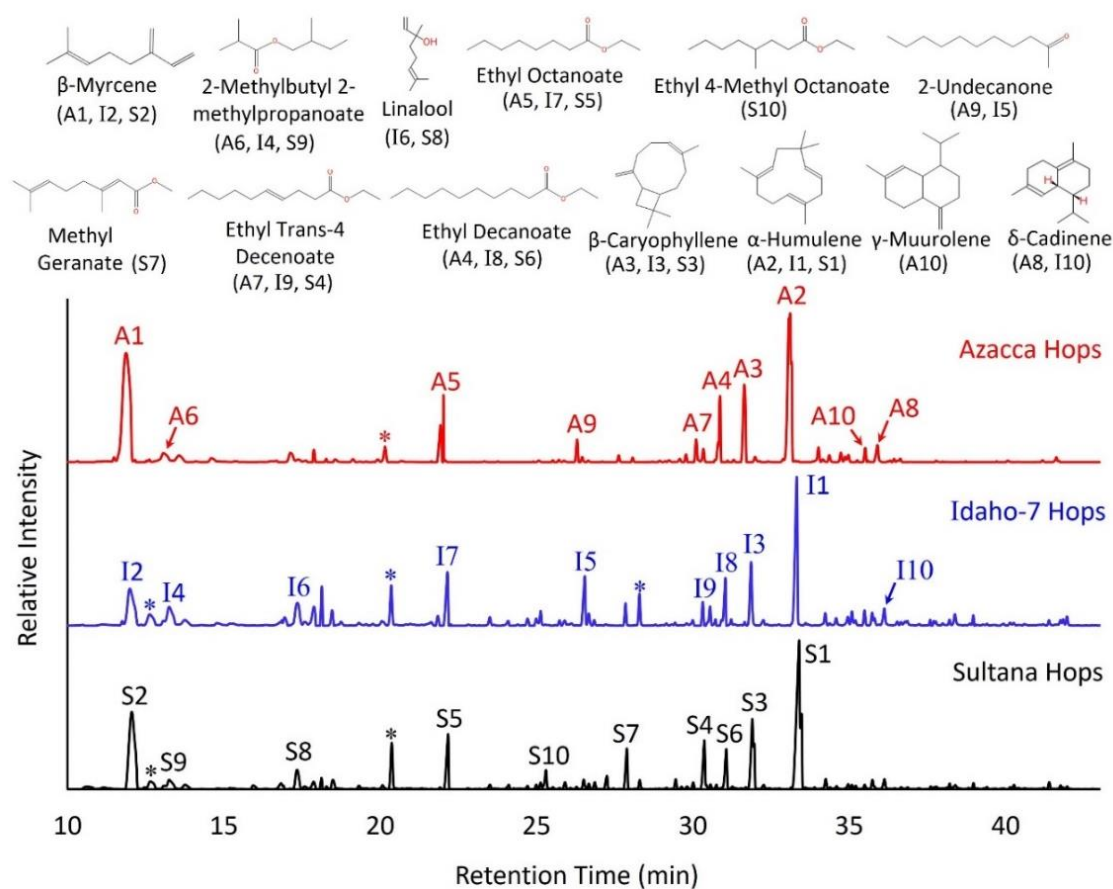 OH
β-Myrcene
(A1, I2, S2)
2-Methylbutyl 2-
methylpropanoate
(A6, I4, S9)
Linalool
(I6, S8)
Ethyl Octanoate
(A5, I7, S5)
Ethyl 4-Methyl Octanoate
(S10)
2-Undecanone
(A9, I5)
Methyl
Geranate (S7)
Ethyl Trans-4
Decenoate
(A7, I9, S4)
Ethyl Decanoate
(A4, I8, S6)
β-Caryophyllene
(A3, I3, S3)
α-Humulene
(A2, I1, S1)
γ-Muurolene
(A10)
H
H
δ-Cadinene
(A8, I10)
Relative Intensity
A1 A6 * A5 A9 A7 A4 A3 A2 A10 A8
Azacca Hops
I2 * I4 I6 * I7 I5 * I9 I8 I3 I1 I10
Idaho-7 Hops
S2 * S9 S8 * S5 S10 S7 S4 S6 S3 S1
Sultana Hops
10 15 20 25 30 35 40
Retention Time (min)